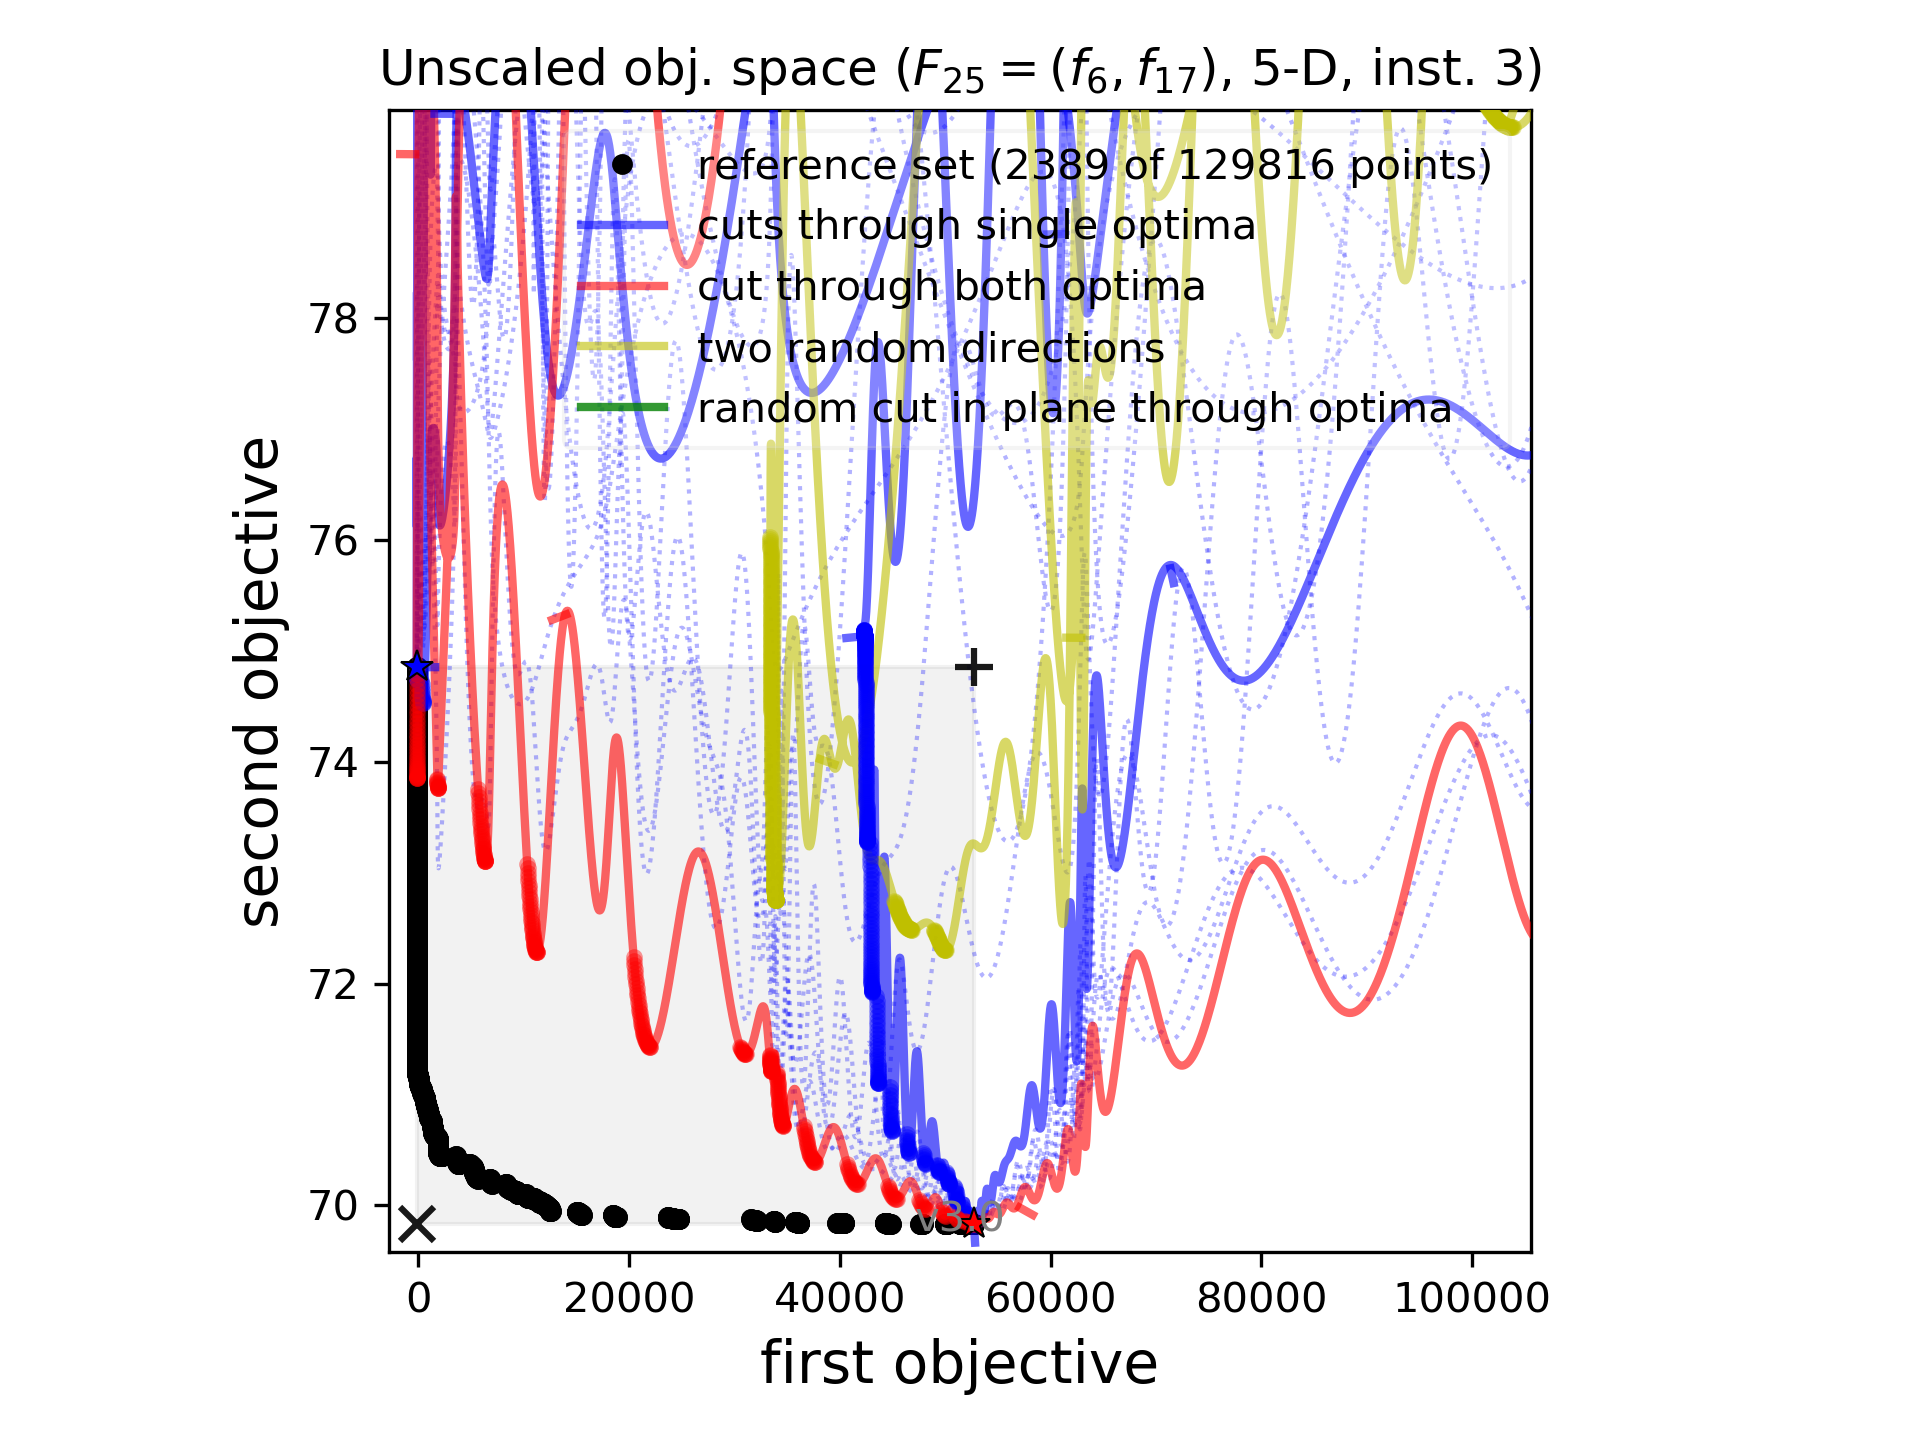 Unscaled obj. space (F₂₅ = (f₆, f₁₇), 5-D, inst. 3)
reference set (2389 of 129816 points)
cuts through single optima
cut through both optima
two random directions
random cut in plane through optima
second objective
78
76
74
72
70
v3.0
0 20000 40000 60000 80000 100000
first objective